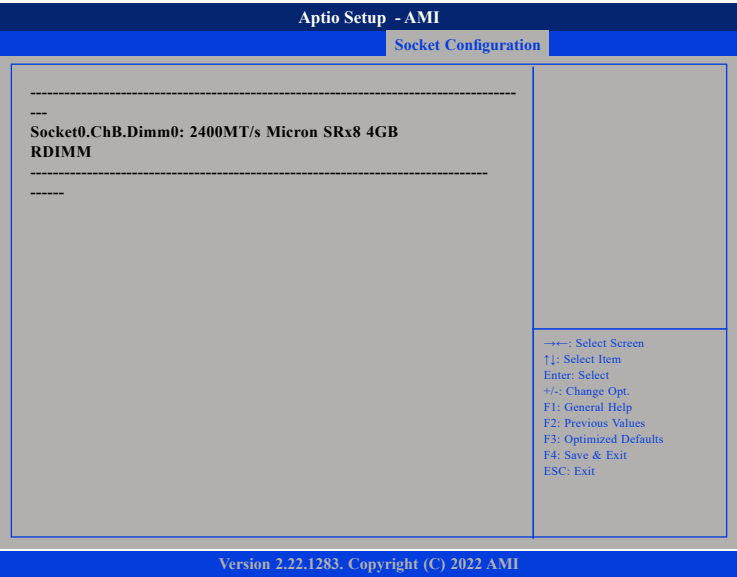 Aptio Setup - AMI
Socket Configuration
--------------------------------------------------------------------------------------
---
Socket0.ChB.Dimm0: 2400MT/s Micron SRx8 4GB
RDIMM
---------------------------------------------------------------------------------
------
→←: Select Screen
↑↓: Select Item
Enter: Select
+/-: Change Opt.
F1: General Help
F2: Previous Values
F3: Optimized Defaults
F4: Save & Exit
ESC: Exit
Version 2.22.1283. Copyright (C) 2022 AMI